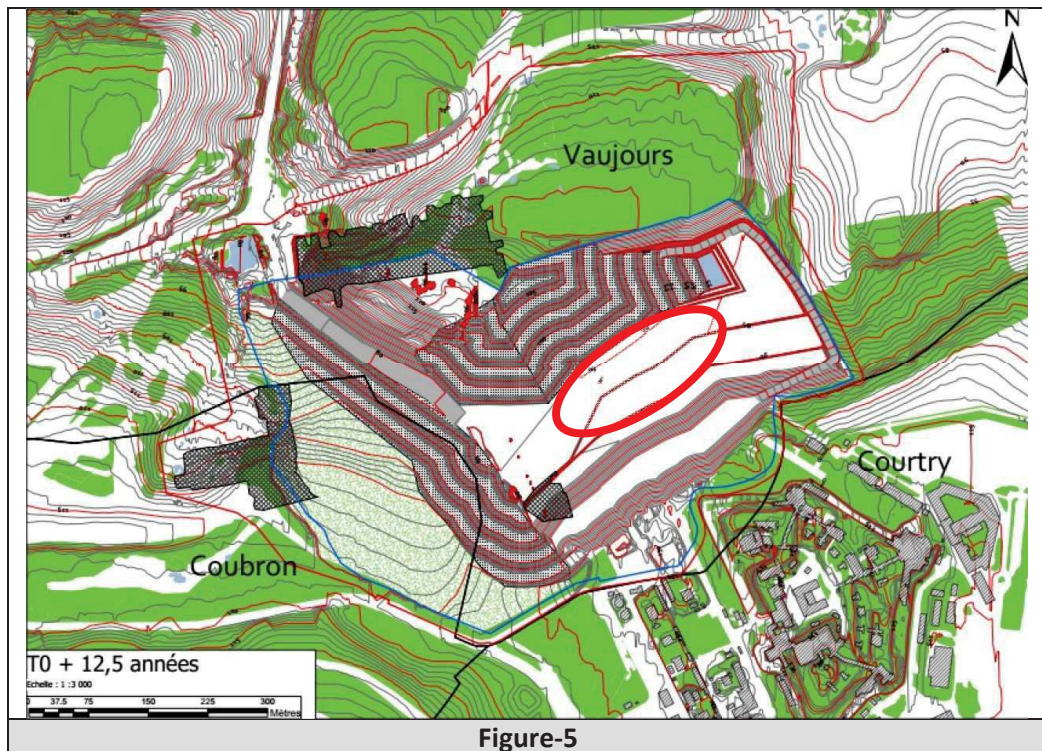 N
Vaujours
Courtry
Coubron
T0 + 12,5 années
Echelle : 1 :3 000
0 37.5 75 150 225 300
Mètres
Figure-5